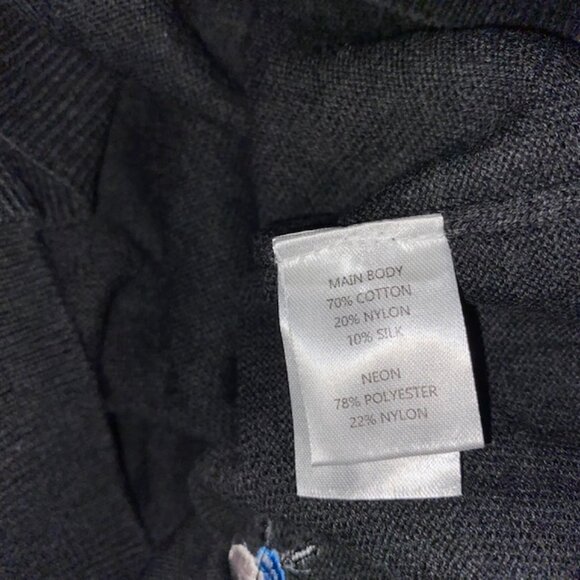 MAIN BODY
70% COTTON
20% NYLON
10% SILK
NEON
78% POLYESTER
22% NYLON